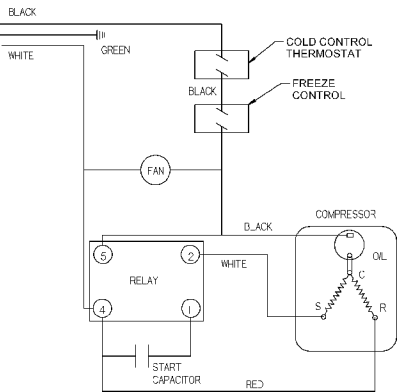 BLACK
GREEN
WHITE
COLD CONTROL
THERMOSTAT
BLACK
FREEZE
CONTROL
FAN
BLACK
COMPRESSOR
5
2
WHITE
O/L
C
RELAY
S
R
4
1
START
CAPACITOR
RED